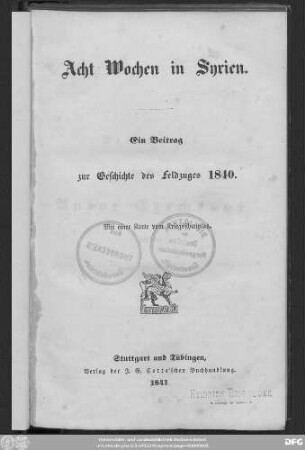 Acht Wochen in Syrien.
Ein Beitrag
zur Geschichte des Feldzuges 1840.
Mit einer Karte vom Kriegsschauplatz.
Stuttgart und Tübingen,
Verlag der J. G. Cotta'schen Buchhandlung.
1841
DFG